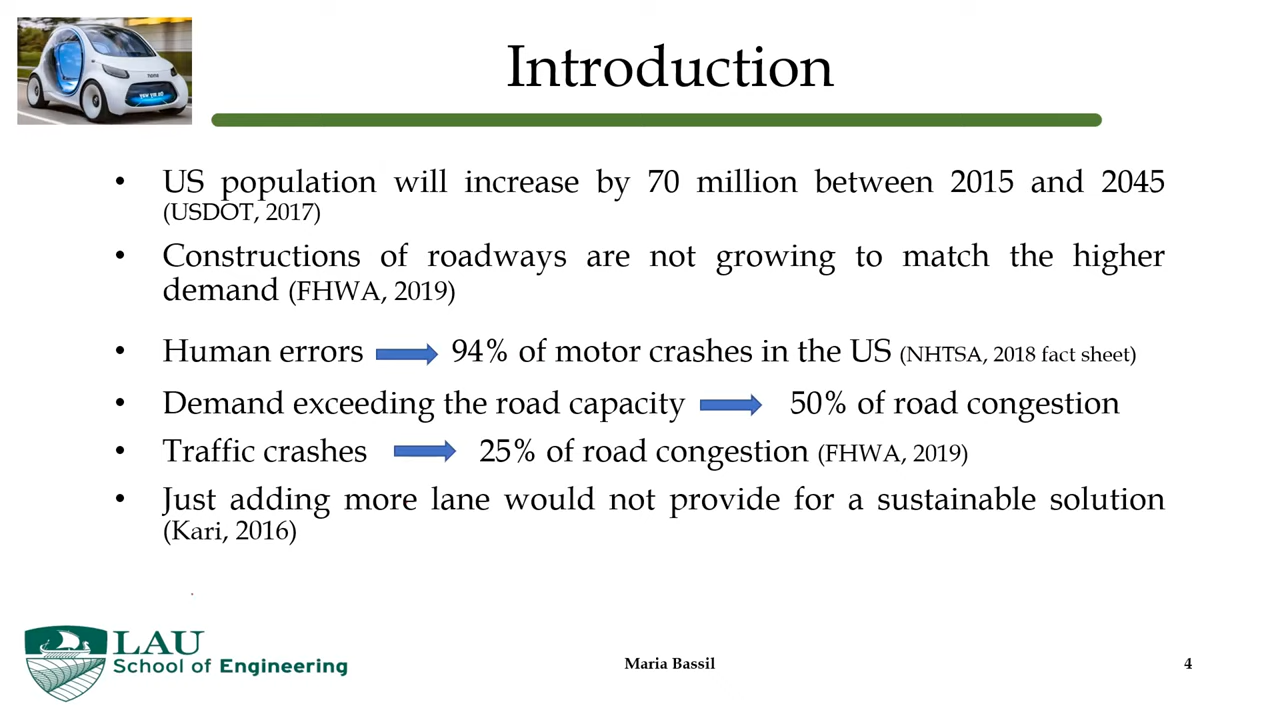 Introduction
• US population will increase by 70 million between 2015 and 2045
(USDOT, 2017)
• Constructions of roadways are not growing to match the higher
demand (FHWA, 2019)
• Human errors 94% of motor crashes in the US (NHTSA, 2018 fact sheet)
• Demand exceeding the road capacity 50% of road congestion
• Traffic crashes 25% of road congestion (FHWA, 2019)
• Just adding more lane would not provide for a sustainable solution
(Kari, 2016)
LAU
School of Engineering
Maria Bassil
4